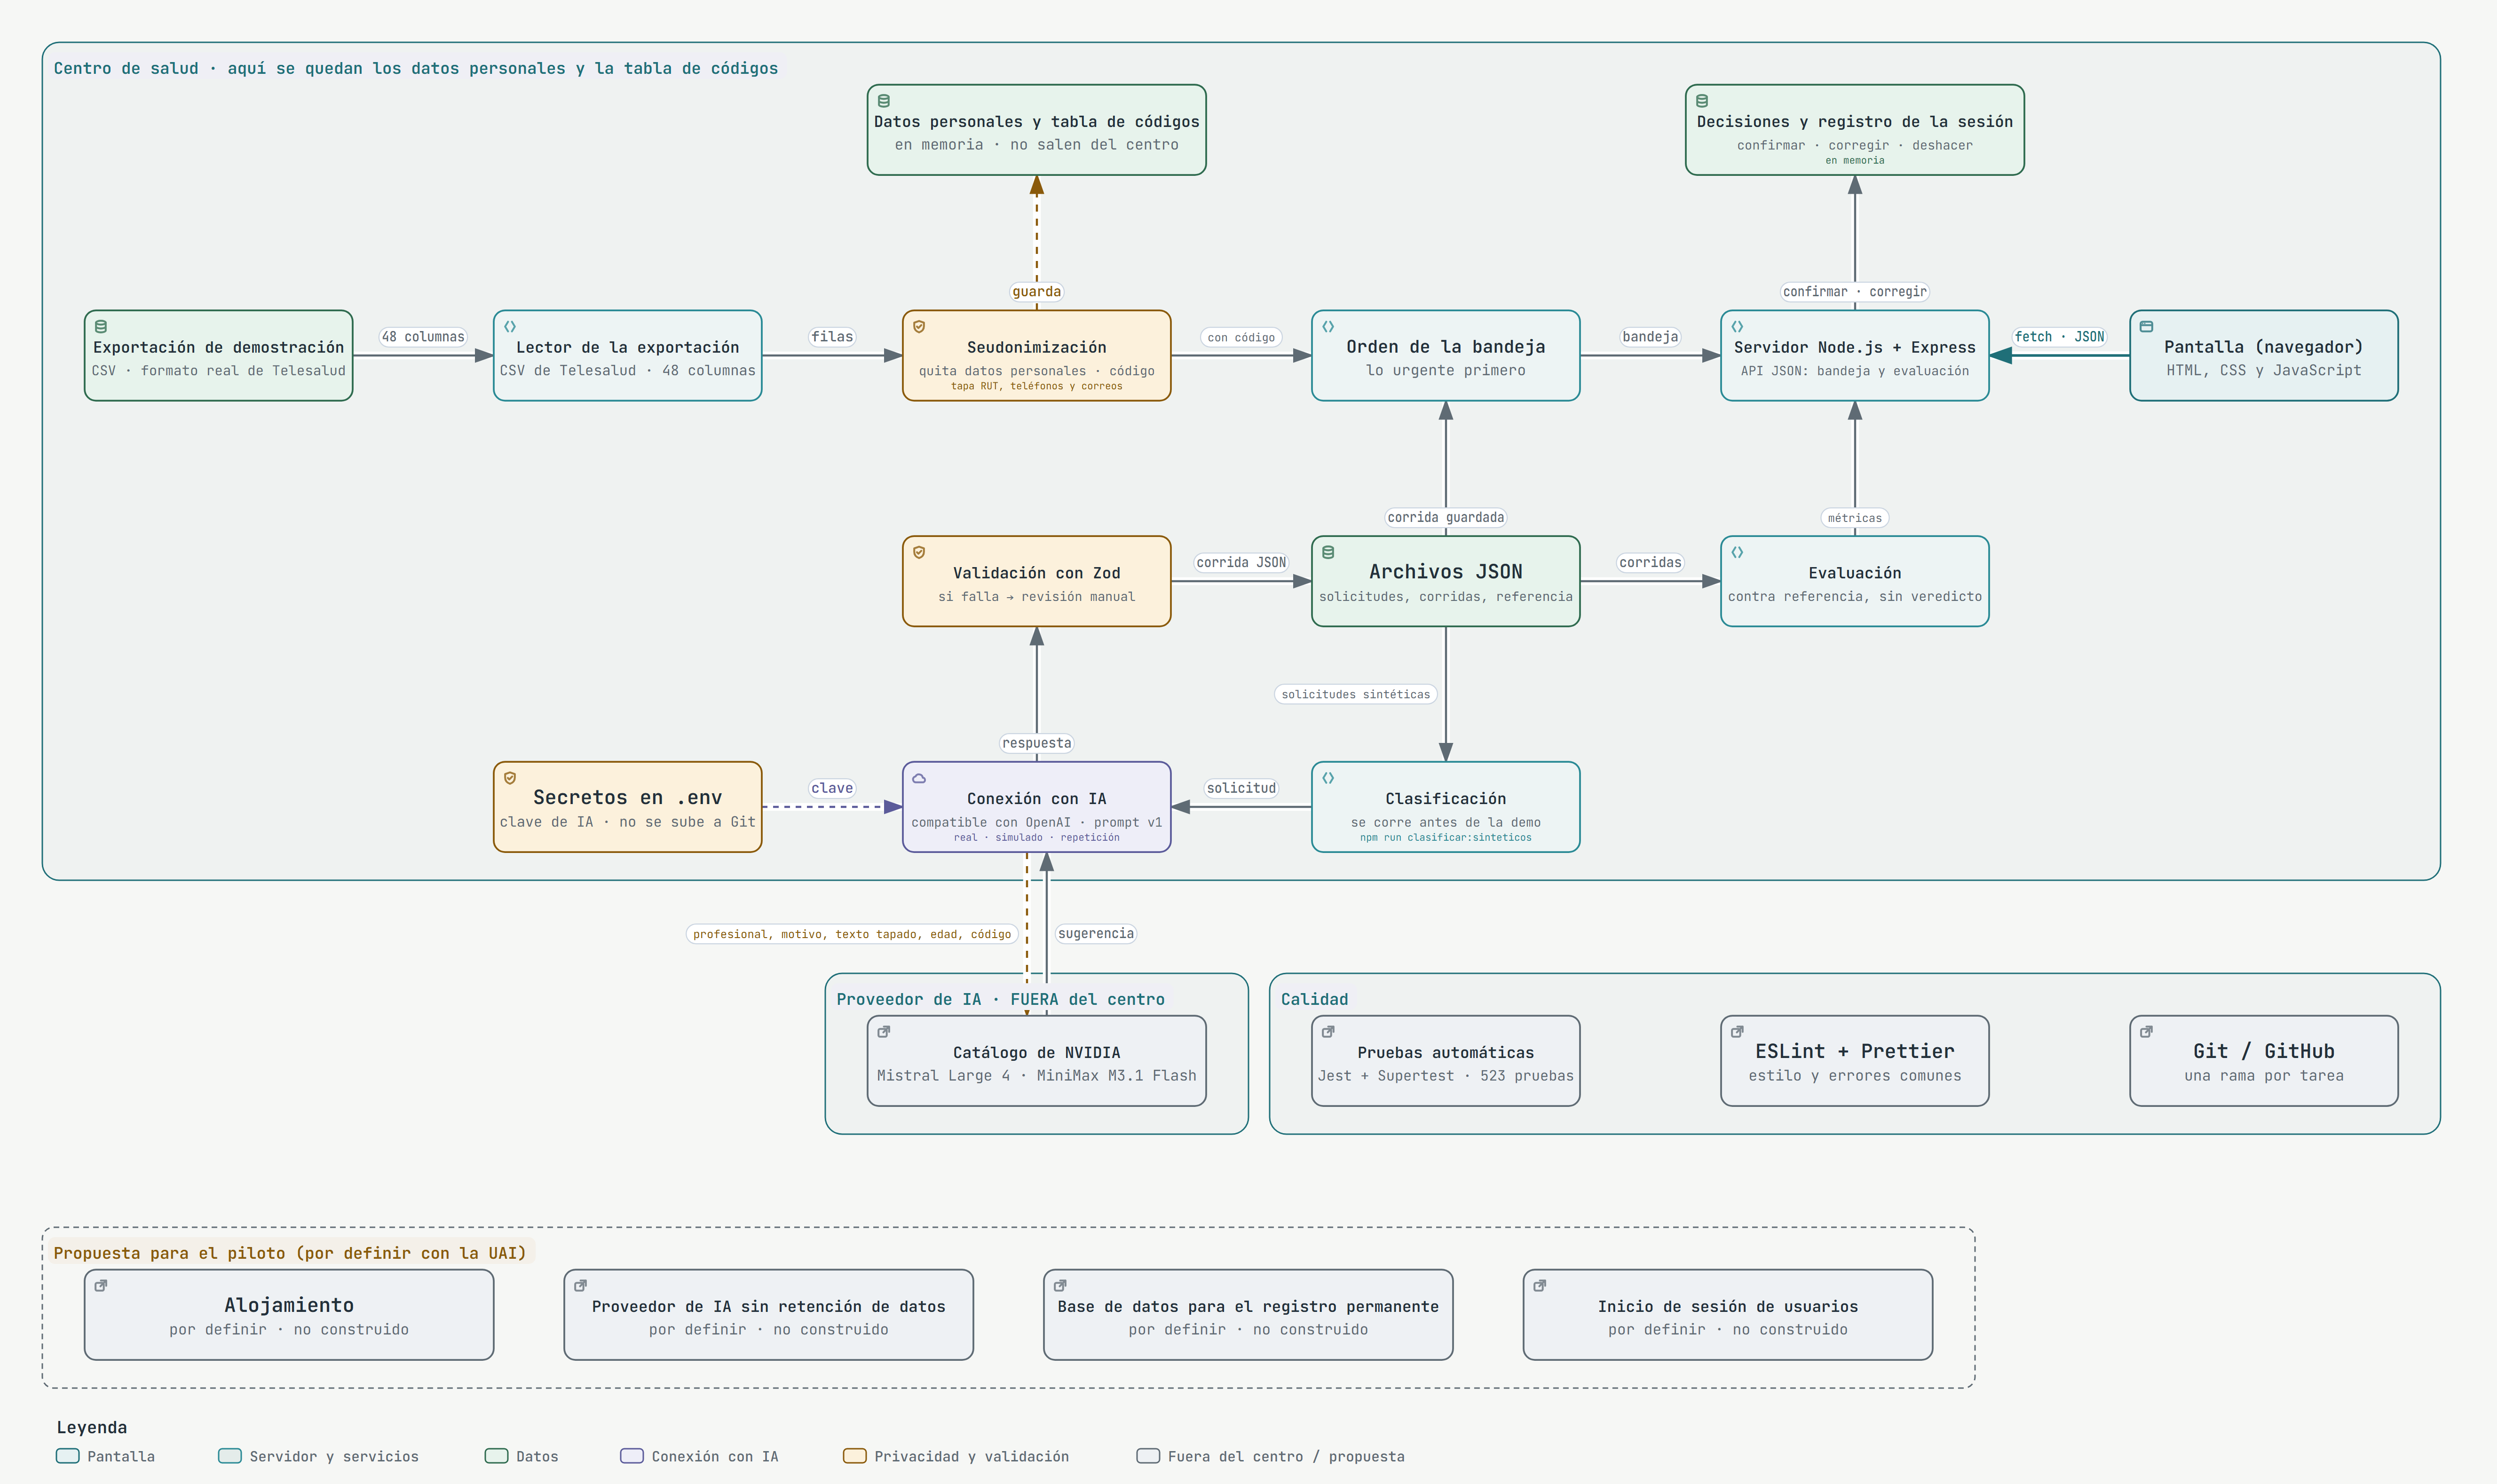 Centro de salud · aquí se quedan los datos personales y la tabla de códigos
Datos personales y tabla de códigos
en memoria · no salen del centro
Decisiones y registro de la sesión
confirmar · corregir · deshacer
en memoria
guarda
confirmar · corregir
Exportación de demostración
CSV · formato real de Telesalud
48 columnas
Lector de la exportación
CSV de Telesalud · 48 columnas
filas
Seudonimización
quita datos personales · código
tapa RUT, teléfonos y correos
con código
Orden de la bandeja
lo urgente primero
bandeja
Servidor Node.js + Express
API JSON: bandeja y evaluación
fetch · JSON
Pantalla (navegador)
HTML, CSS y JavaScript
corrida guardada
métricas
Validación con Zod
si falla → revisión manual
corrida JSON
Archivos JSON
solicitudes, corridas, referencia
corridas
Evaluación
contra referencia, sin veredicto
solicitudes sintéticas
respuesta
Secretos en .env
clave de IA · no se sube a Git
clave
Conexión con IA
compatible con OpenAI · prompt v1
real · simulado · repetición
solicitud
Clasificación
se corre antes de la demo
npm run clasificar:sinteticos
profesional, motivo, texto tapado, edad, código
sugerencia
Proveedor de IA · FUERA del centro
Catálogo de NVIDIA
Mistral Large 4 · MiniMax M3.1 Flash
Calidad
Pruebas automáticas
Jest + Supertest · 523 pruebas
ESLint + Prettier
estilo y errores comunes
Git / GitHub
una rama por tarea
Propuesta para el piloto (por definir con la UAI)
Alojamiento
por definir · no construido
Proveedor de IA sin retención de datos
por definir · no construido
Base de datos para el registro permanente
por definir · no construido
Inicio de sesión de usuarios
por definir · no construido
Leyenda
Pantalla
Servidor y servicios
Datos
Conexión con IA
Privacidad y validación
Fuera del centro / propuesta